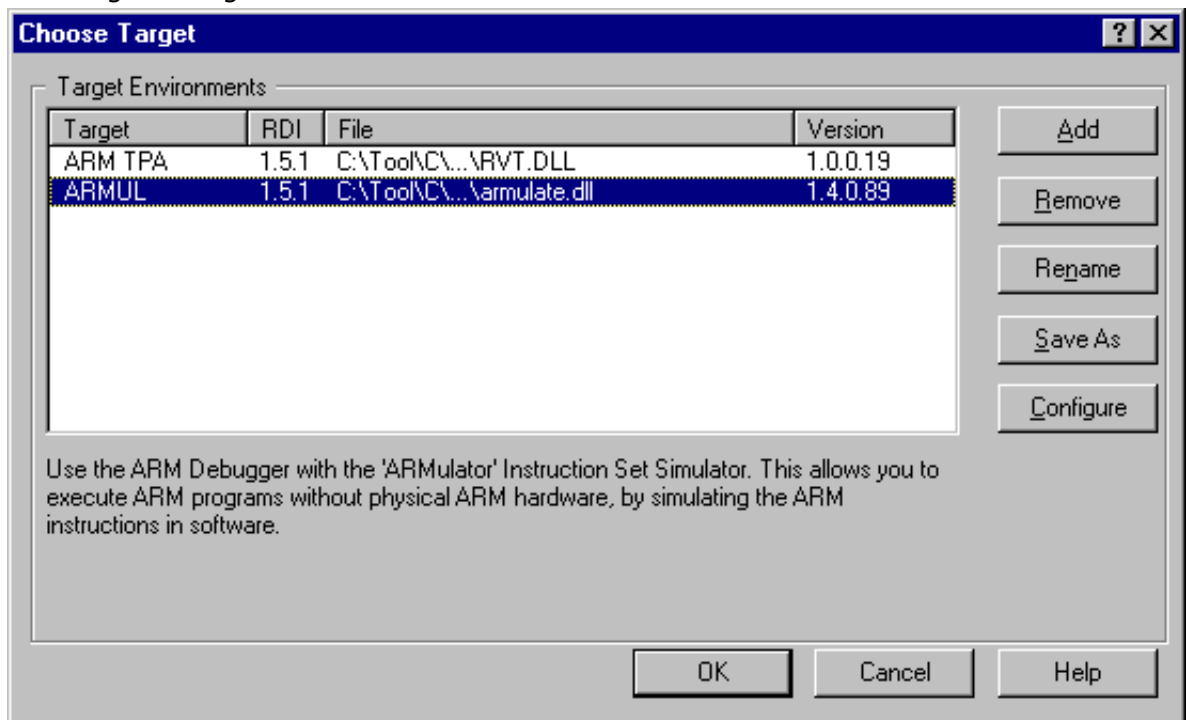 Choose Target
Target Environments
Target RDI File Version
ARM TPA 1.5.1 C:\Tool\C\...\RVT.DLL 1.0.0.19
ARMUL 1.5.1 C:\Tool\C\...\armulate.dll 1.4.0.89
Add
Remove
Rename
Save As
Configure
Use the ARM Debugger with the 'ARMulator' Instruction Set Simulator. This allows you to
execute ARM programs without physical ARM hardware, by simulating the ARM
instructions in software.
OK Cancel Help